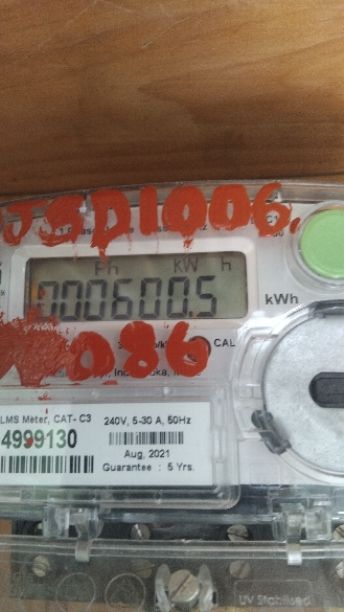 JSD1006.
Ph KW h
000600.5
kWh
086
CAL
LMS Meter, CAT- C3
4999130
240V, 5-30 A, 50Hz
Aug, 2021
Guarantee : 5 Yrs.
UV Stabilised